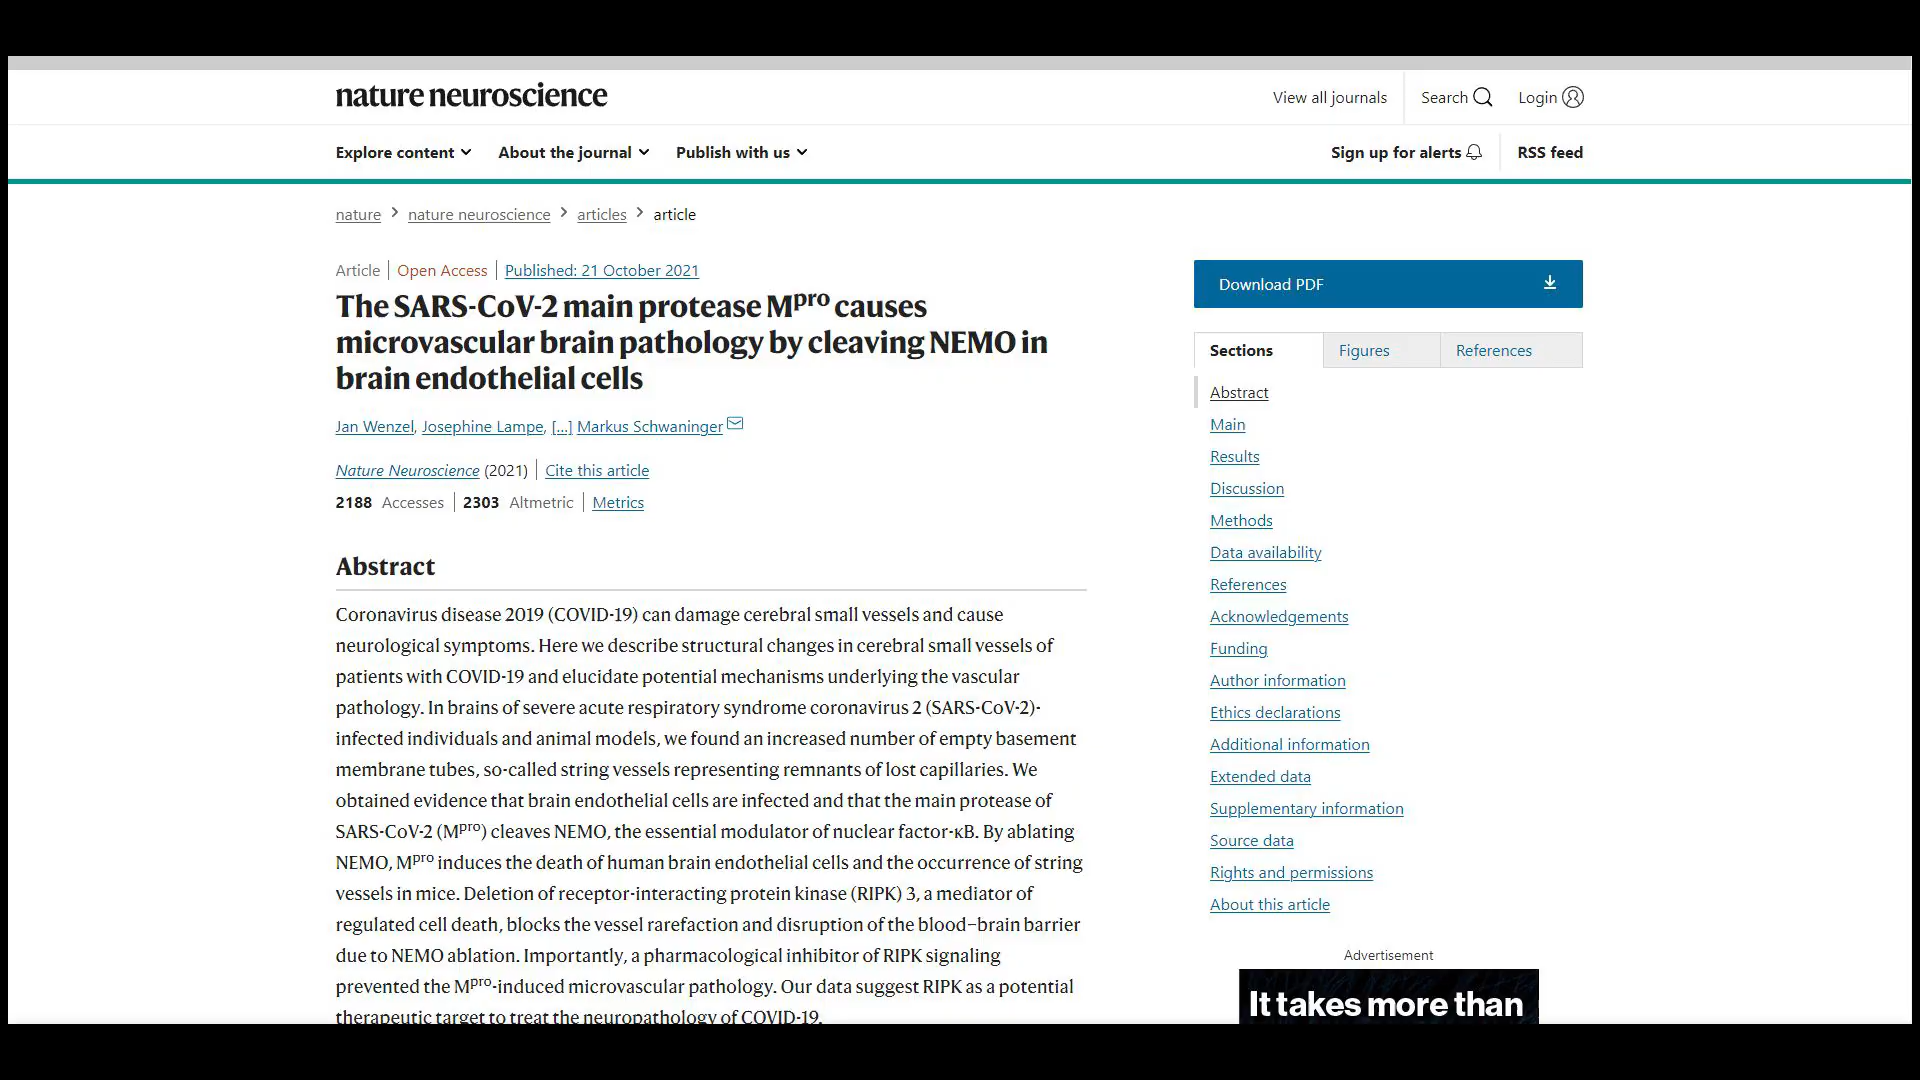 nature neuroscience
View all journals
Search
Login
Explore content
About the journal
Publish with us
Sign up for alerts
RSS feed
nature > nature neuroscience > articles > article
Article | Open Access | Published: 21 October 2021
The SARS-CoV-2 main protease Mpro causes
microvascular brain pathology by cleaving NEMO in
brain endothelial cells
Jan Wenzel, Josephine Lampe, [...] Markus Schwaninger
Nature Neuroscience (2021) | Cite this article
2188 Accesses | 2303 Altmetric | Metrics
Abstract
Coronavirus disease 2019 (COVID-19) can damage cerebral small vessels and cause
neurological symptoms. Here we describe structural changes in cerebral small vessels of
patients with COVID-19 and elucidate potential mechanisms underlying the vascular
pathology. In brains of severe acute respiratory syndrome coronavirus 2 (SARS-CoV-2)-
infected individuals and animal models, we found an increased number of empty basement
membrane tubes, so-called string vessels representing remnants of lost capillaries. We
obtained evidence that brain endothelial cells are infected and that the main protease of
SARS-CoV-2 (Mpro) cleaves NEMO, the essential modulator of nuclear factor-κB. By ablating
NEMO, Mpro induces the death of human brain endothelial cells and the occurrence of string
vessels in mice. Deletion of receptor-interacting protein kinase (RIPK) 3, a mediator of
regulated cell death, blocks the vessel rarefaction and disruption of the blood–brain barrier
due to NEMO ablation. Importantly, a pharmacological inhibitor of RIPK signaling
prevented the Mpro-induced microvascular pathology. Our data suggest RIPK as a potential
therapeutic target to treat the neuropathology of COVID-19.
Download PDF
Sections
Figures
References
Abstract
Main
Results
Discussion
Methods
Data availability
References
Acknowledgements
Funding
Author information
Ethics declarations
Additional information
Extended data
Supplementary information
Source data
Rights and permissions
About this article
Advertisement
It takes more than